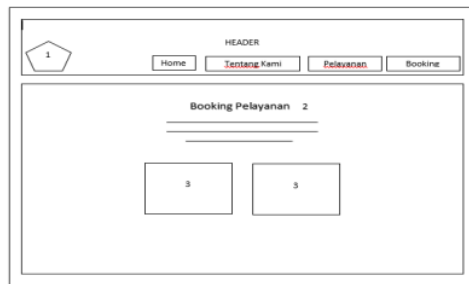 HEADER
1
Home Tentang Kami Pelayanan Booking
Booking Pelayanan 2
3 3